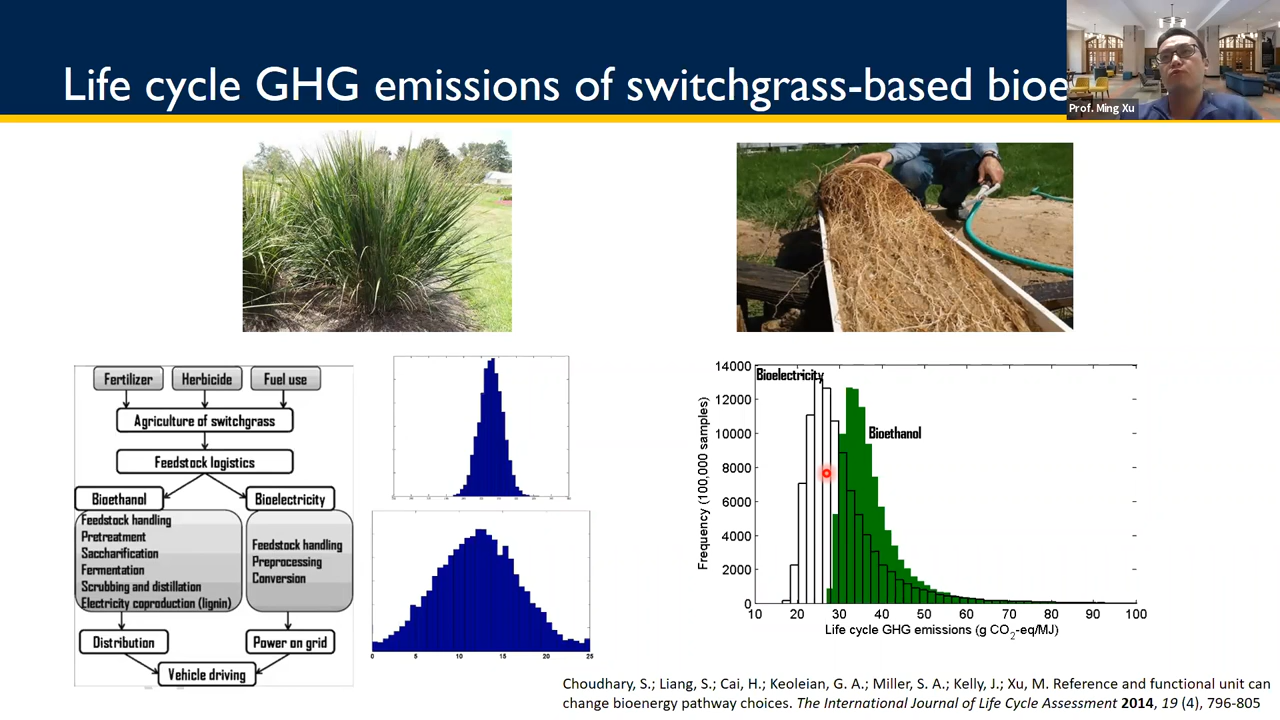 Life cycle GHG emissions of switchgrass-based bioe
Prof. Ming Xu
Fertilizer
Herbicide
Fuel use
Agriculture of switchgrass
Feedstock logistics
Bioethanol
Bioelectricity
Feedstock handling
Pretreatment
Saccharification
Fermentation
Scrubbing and distillation
Electricity coproduction (lignin)
Feedstock handling
Preprocessing
Conversion
Distribution
Power on grid
Vehicle driving
0 5 10 15 20 25
14000
12000
10000
8000
6000
4000
2000
0
Frequency (100,000 samples)
Bioelectricity
Bioethanol
10 20 30 40 50 60 70 80 90 100
Life cycle GHG emissions (g CO2-eq/MJ)
Choudhary, S.; Liang, S.; Cai, H.; Keoleian, G. A.; Miller, S. A.; Kelly, J.; Xu, M. Reference and functional unit can
change bioenergy pathway choices. The International Journal of Life Cycle Assessment 2014, 19 (4), 796-805